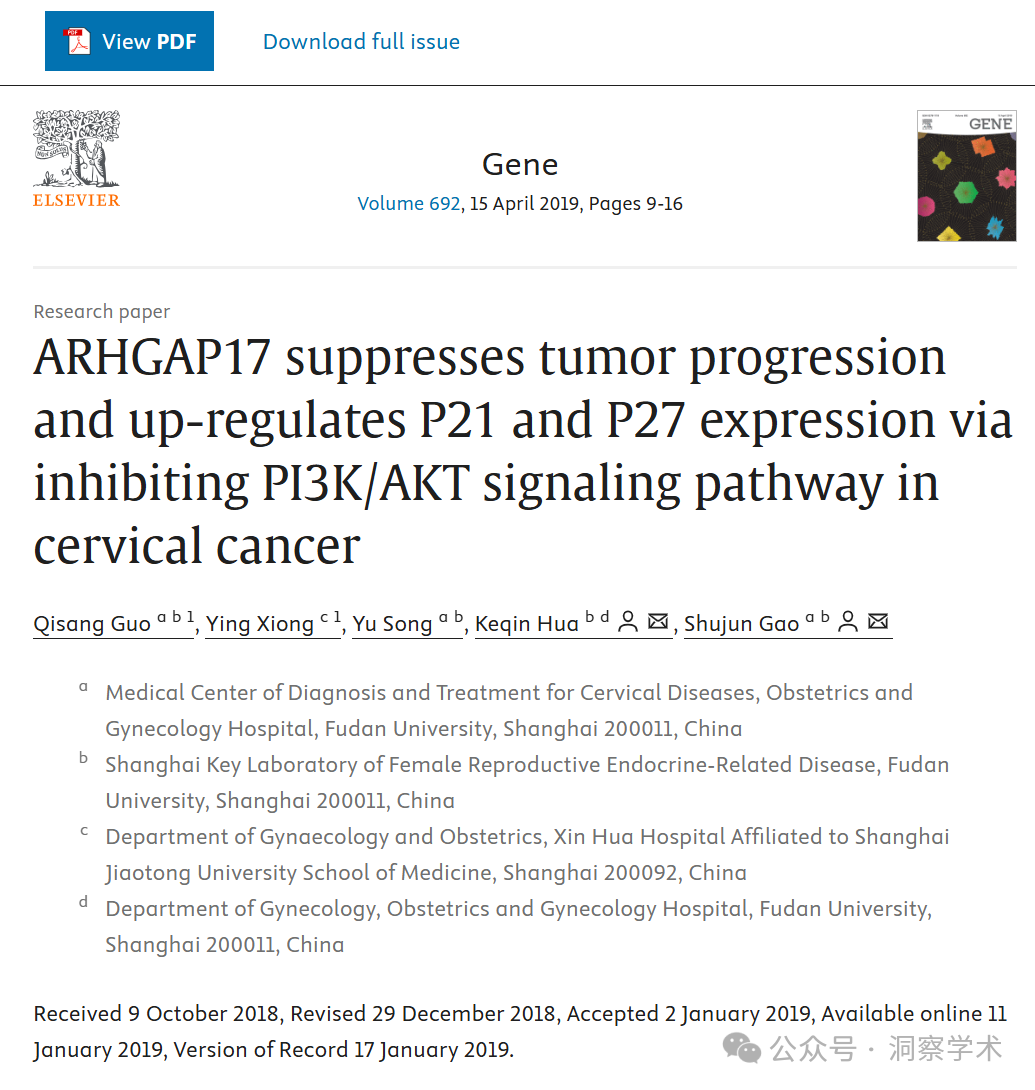 View PDF
Download full issue
ELSEVIER
Gene
Volume 692, 15 April 2019, Pages 9-16
GENE
Research paper
ARHGAP17 suppresses tumor progression
and up-regulates P21 and P27 expression via
inhibiting PI3K/AKT signaling pathway in
cervical cancer
Qisang Guo a b 1, Ying Xiong c 1, Yu Song a b, Keqin Hua b d, Shujun Gao a b,
a Medical Center of Diagnosis and Treatment for Cervical Diseases, Obstetrics and
Gynecology Hospital, Fudan University, Shanghai 200011, China
b Shanghai Key Laboratory of Female Reproductive Endocrine-Related Disease, Fudan
University, Shanghai 200011, China
c Department of Gynaecology and Obstetrics, Xin Hua Hospital Affiliated to Shanghai
Jiaotong University School of Medicine, Shanghai 200092, China
d Department of Gynecology, Obstetrics and Gynecology Hospital, Fudan University,
Shanghai 200011, China
Received 9 October 2018, Revised 29 December 2018, Accepted 2 January 2019, Available online 11
January 2019, Version of Record 17 January 2019.
公众号 · 洞察学术